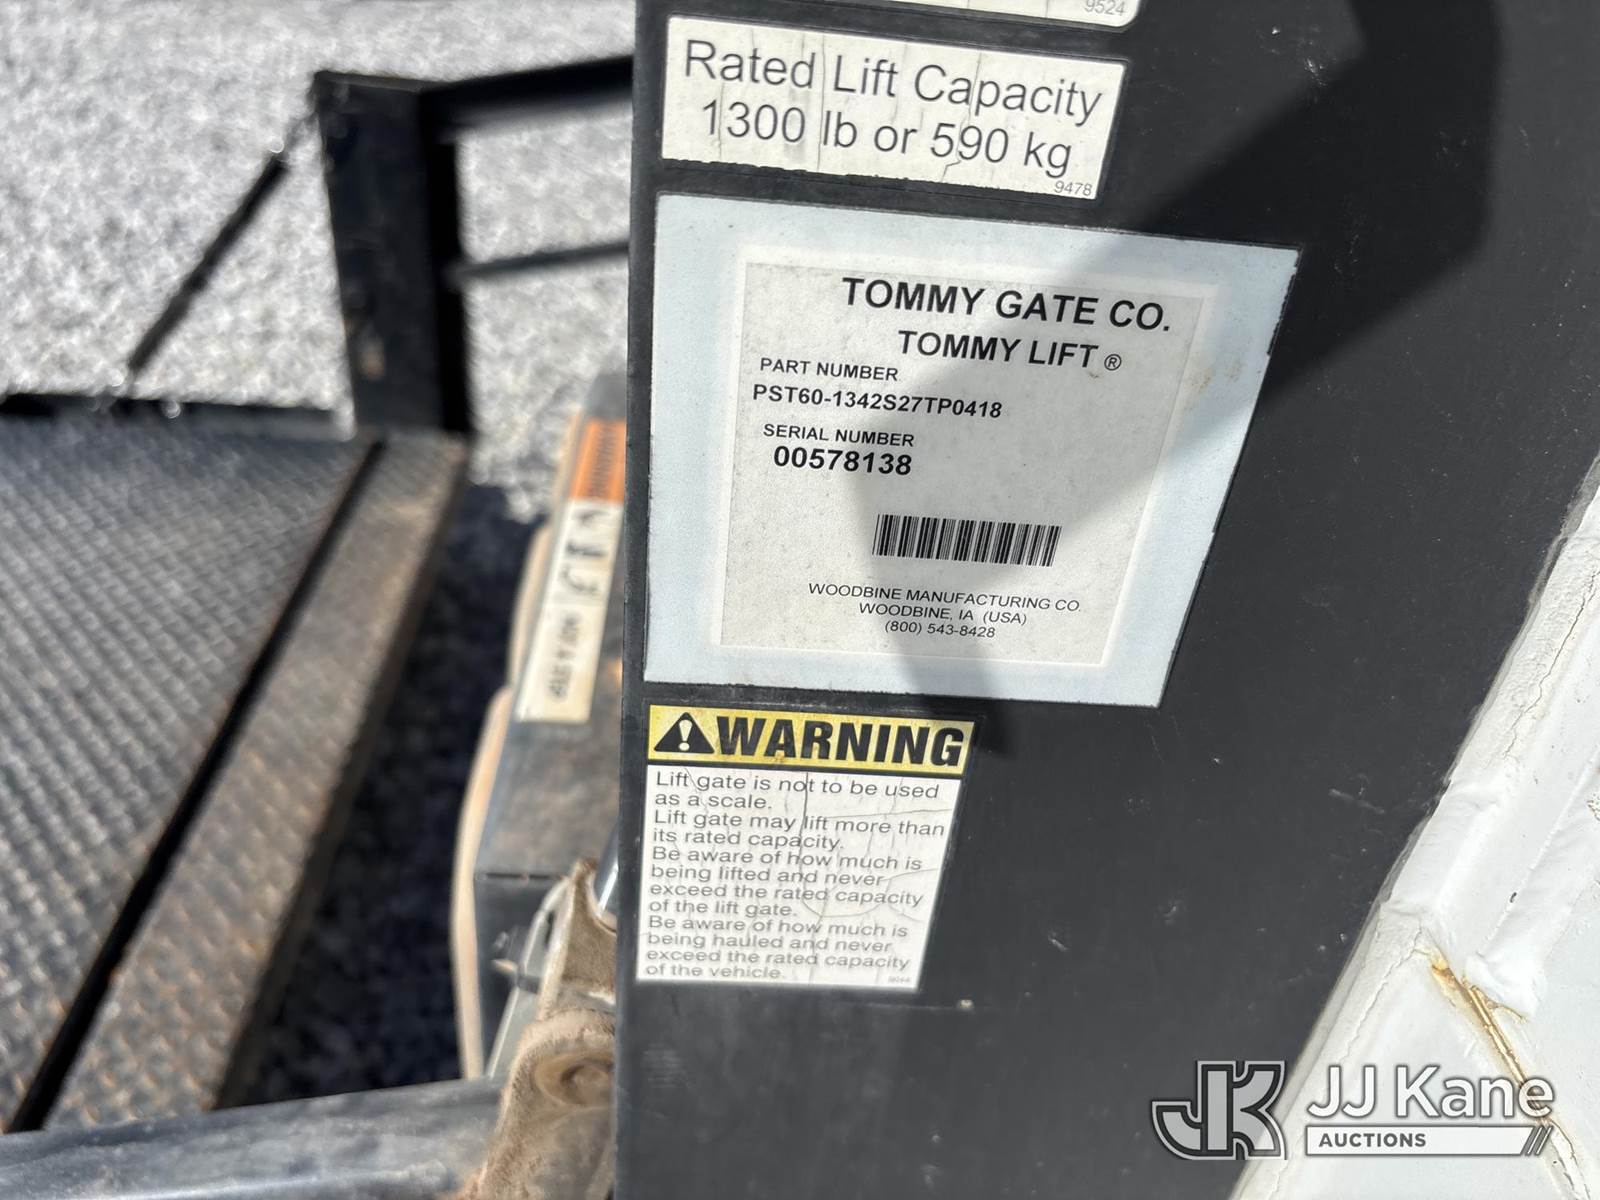 9524
Rated Lift Capacity
1300 lb or 590 kg
9478
TOMMY GATE CO.
TOMMY LIFT ®
PART NUMBER
PST60-1342S27TP0418
SERIAL NUMBER
00578138
WOODBINE MANUFACTURING CO.
WOODBINE, IA (USA)
(800) 543-8428
WARNING
Lift gate is not to be used
as a scale.
Lift gate may lift more than
its rated capacity.
Be aware of how much is
being lifted and never
exceed the rated capacity
of the lift gate.
Be aware of how much is
being hauled and never
exceed the rated capacity
of the vehicle.
JK JJ Kane
AUCTIONS